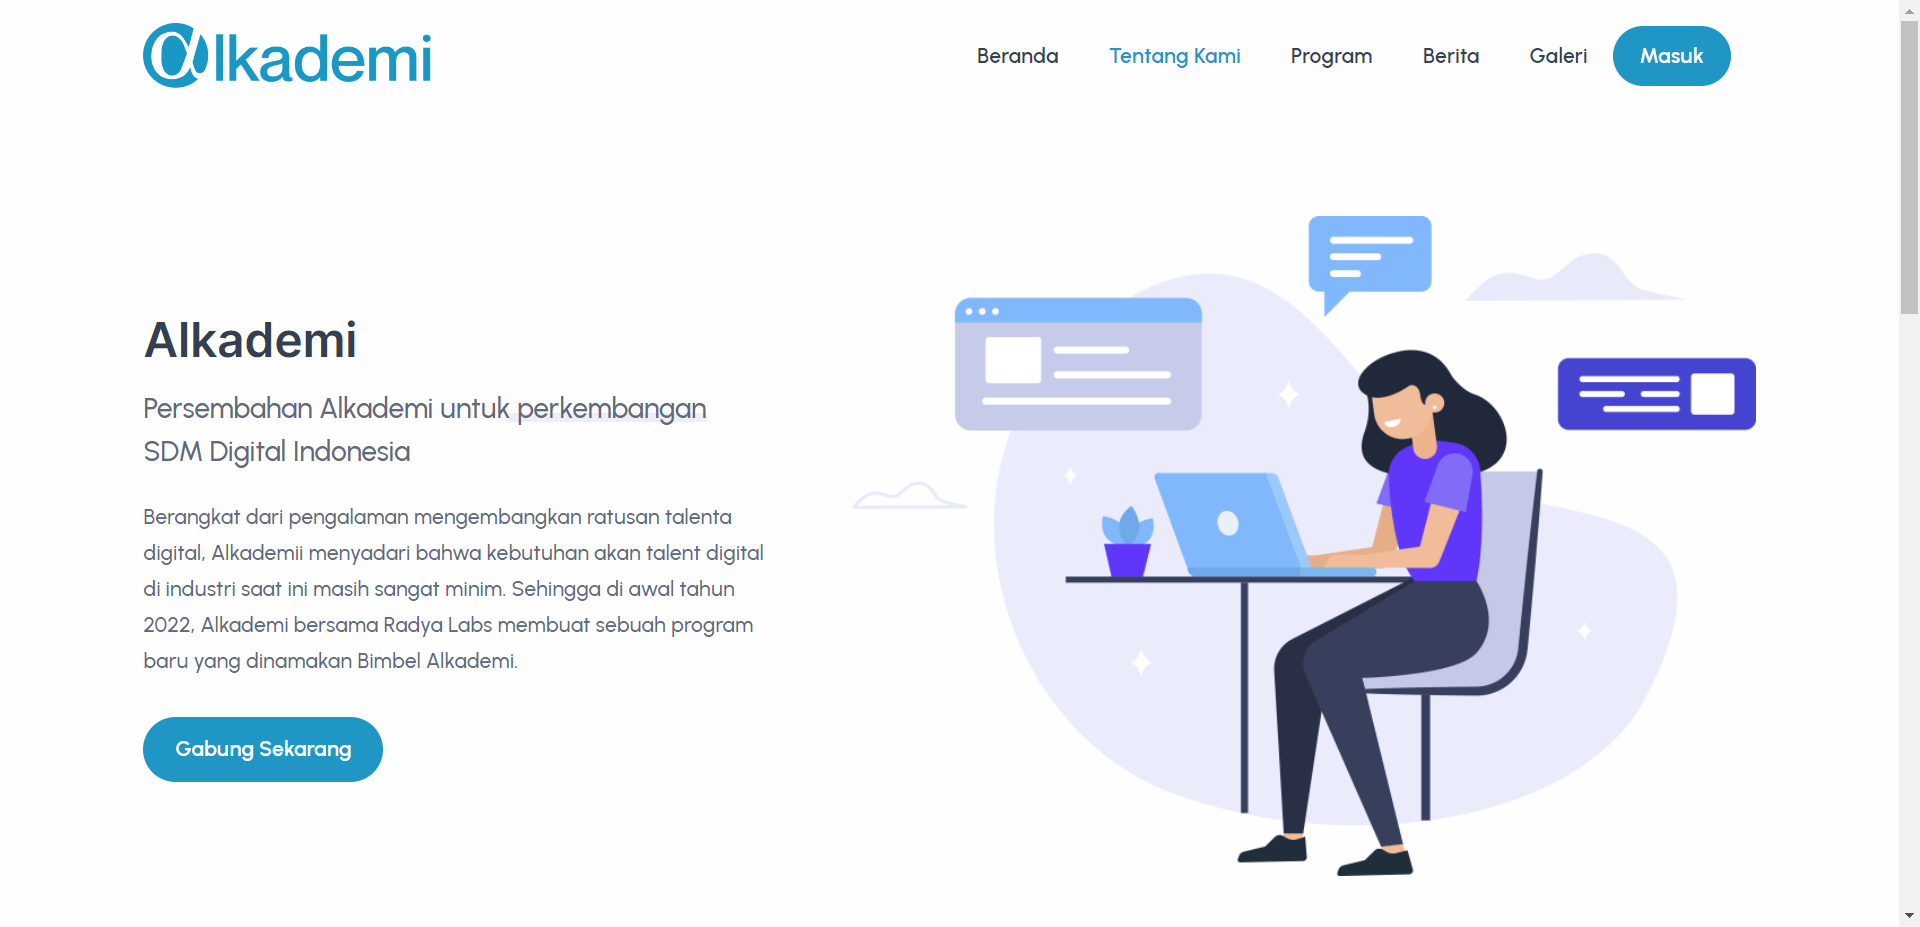 Alkademi
Beranda
Tentang Kami
Program
Berita
Galeri
Masuk
Alkademi
Persembahan Alkademi untuk perkembangan
SDM Digital Indonesia
Berangkat dari pengalaman mengembangkan ratusan talenta
digital, Alkademii menyadari bahwa kebutuhan akan talent digital
di industri saat ini masih sangat minim. Sehingga di awal tahun
2022, Alkademi bersama Radya Labs membuat sebuah program
baru yang dinamakan Bimbel Alkademi.
Gabung Sekarang